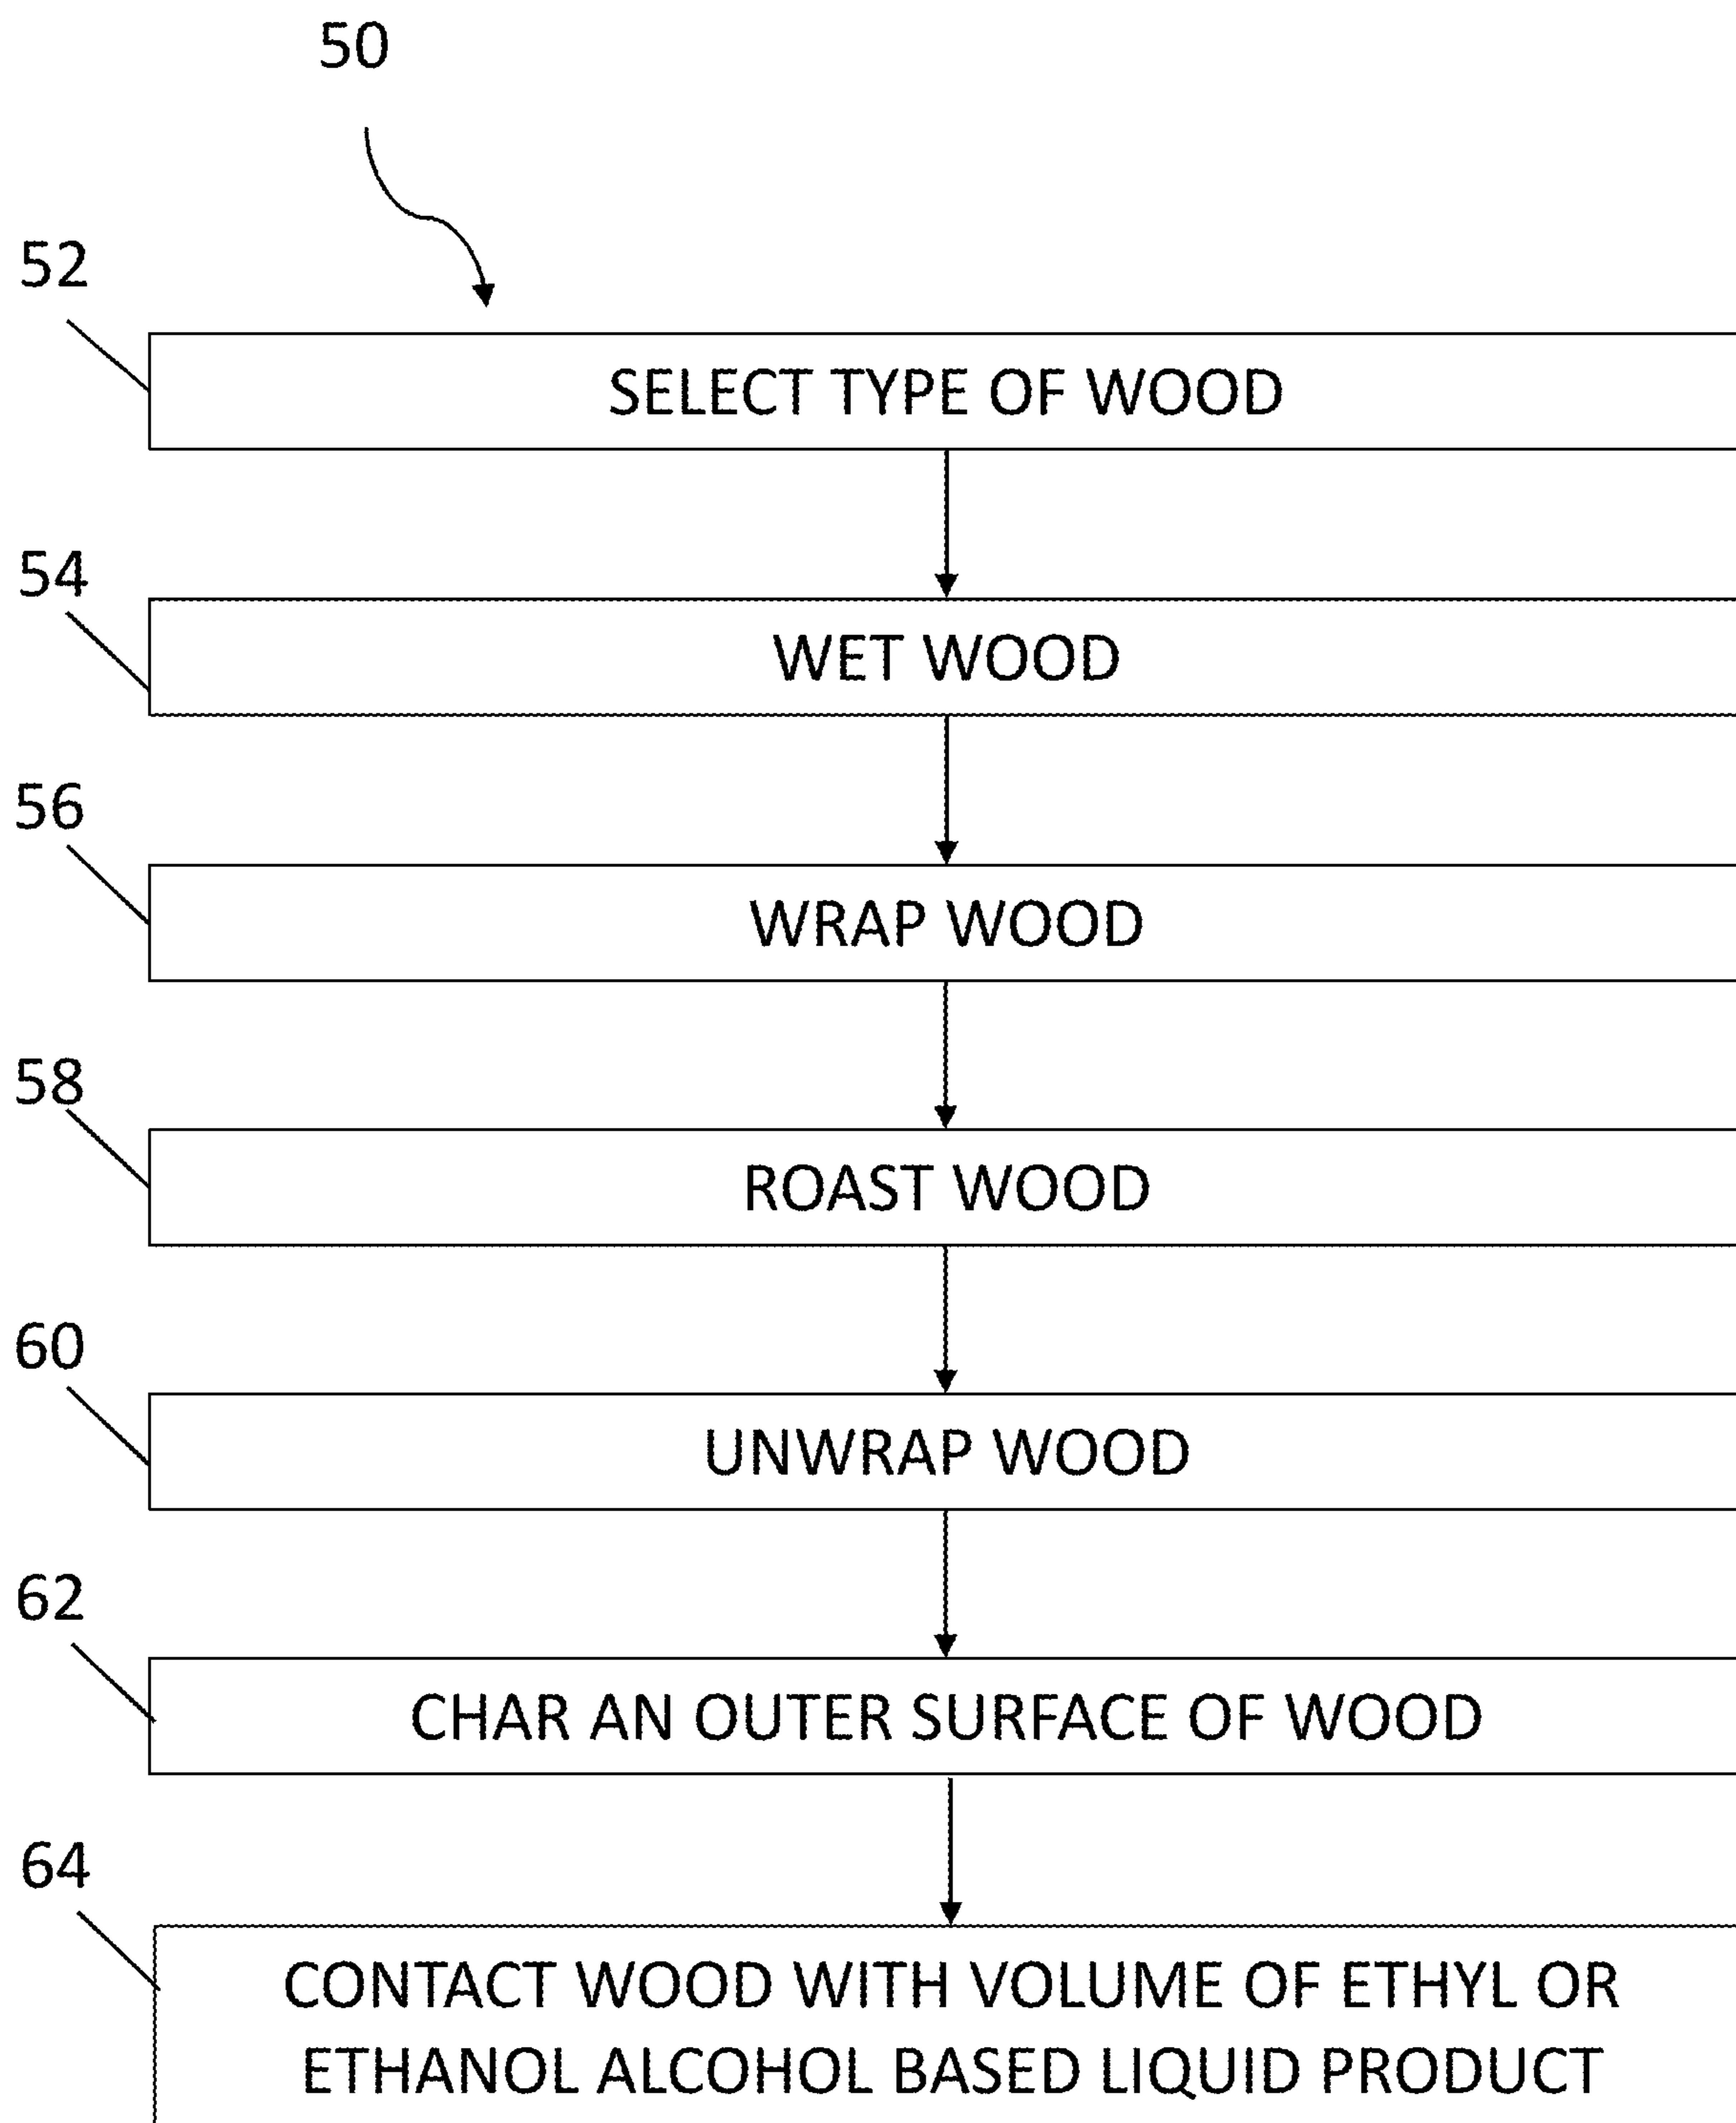 50
52
SELECT TYPE OF WOOD
54
WET WOOD
56
WRAP WOOD
58
ROAST WOOD
60
UNWRAP WOOD
62
CHAR AN OUTER SURFACE OF WOOD
64
CONTACT WOOD WITH VOLUME OF ETHYL OR
ETHANOL ALCOHOL BASED LIQUID PRODUCT